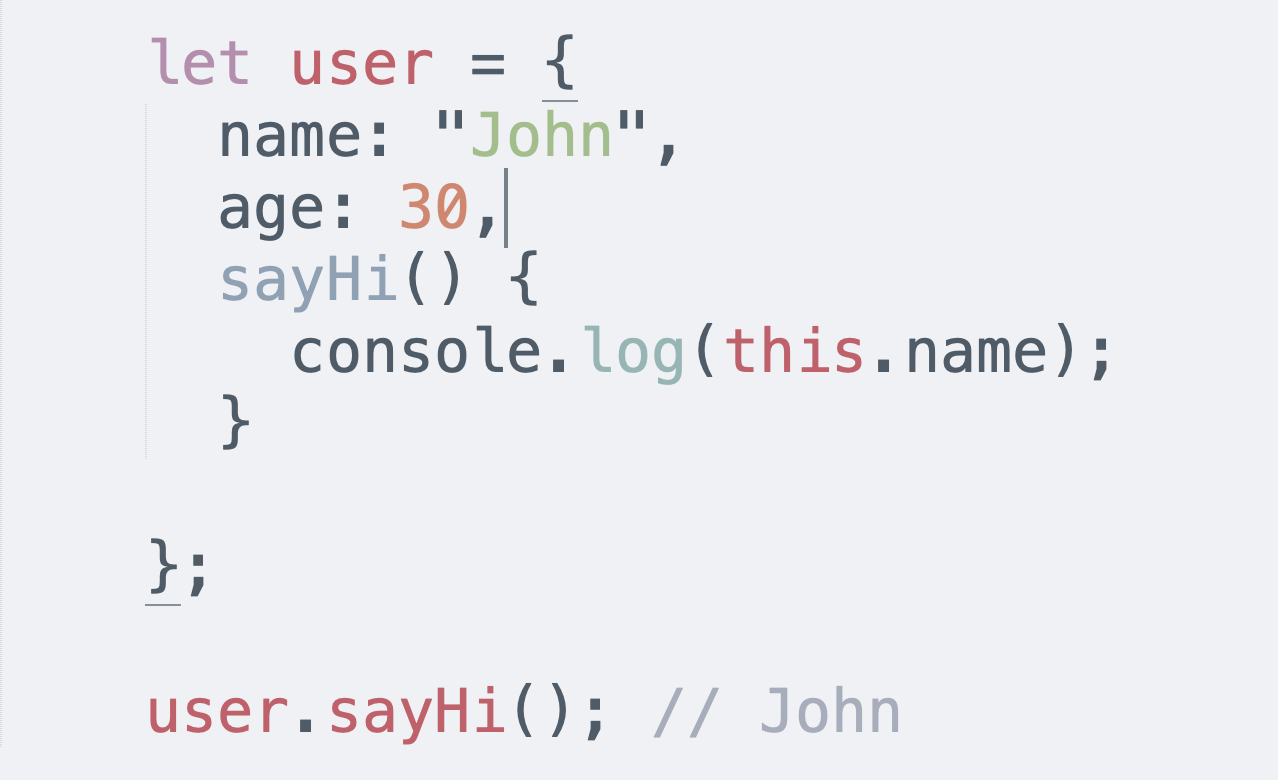 let user = {
  name: "John",
  age: 30,
  sayHi() {
    console.log(this.name);
  }
};
user.sayHi(); // John